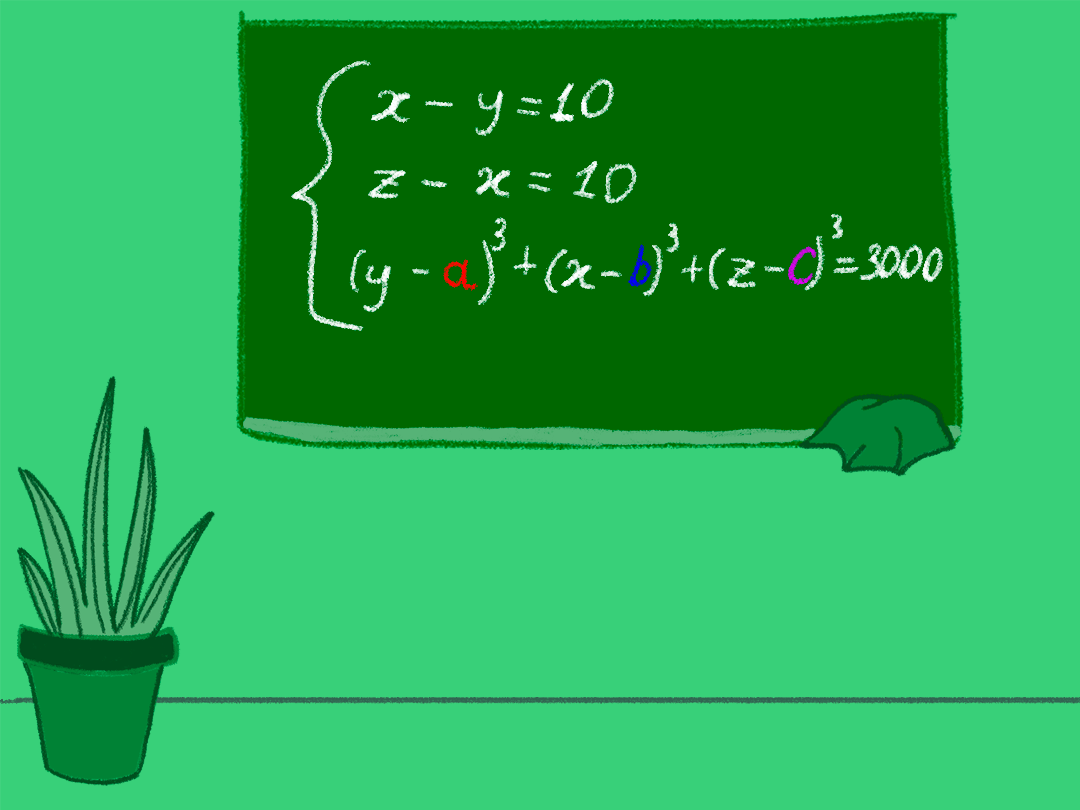 x - y = 10
z - x = 10
(y - a)³ + (x - b)³ + (z - c)³ = 3000